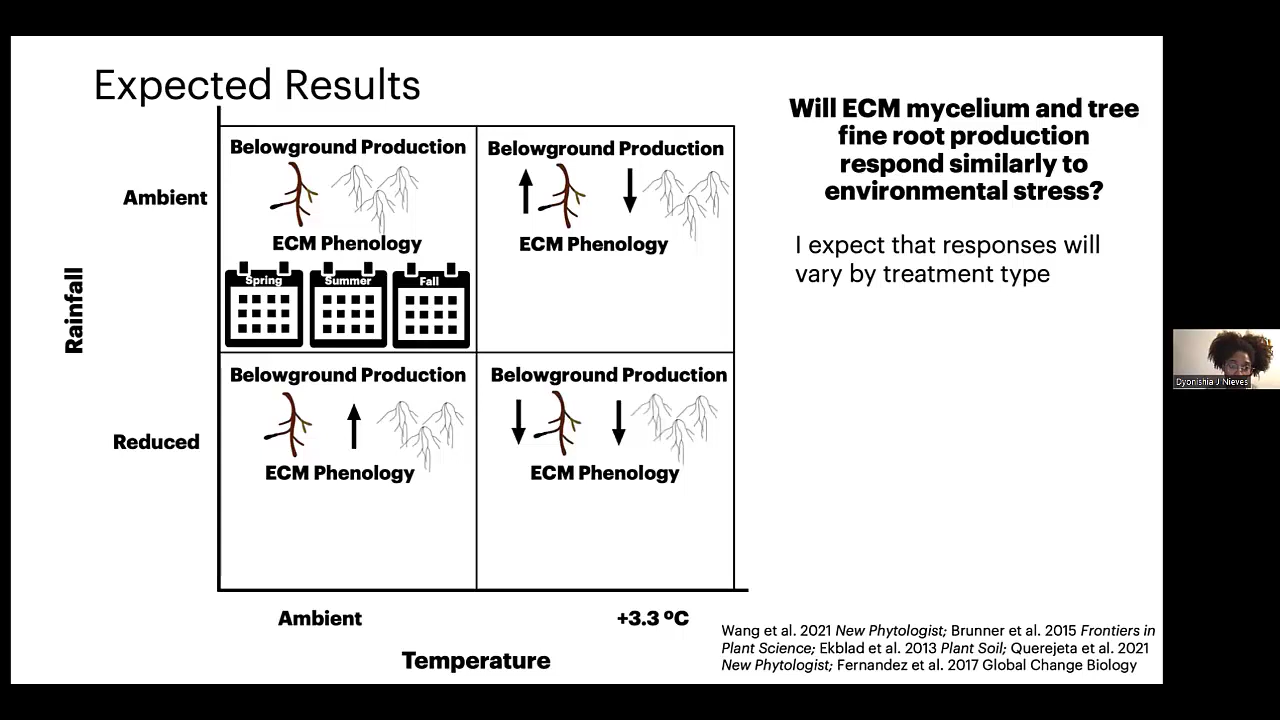 Expected Results
Will ECM mycelium and tree
fine root production
respond similarly to
environmental stress?
I expect that responses will
vary by treatment type
Rainfall
Ambient
Belowground Production
ECM Phenology
Spring
Summer
Fall
Belowground Production
ECM Phenology
Reduced
Belowground Production
ECM Phenology
Belowground Production
ECM Phenology
Ambient
+3.3 ºC
Temperature
Wang et al. 2021 New Phytologist; Brunner et al. 2015 Frontiers in
Plant Science; Ekblad et al. 2013 Plant Soil; Querejeta et al. 2021
New Phytologist; Fernandez et al. 2017 Global Change Biology
Dyonishia J Nieves